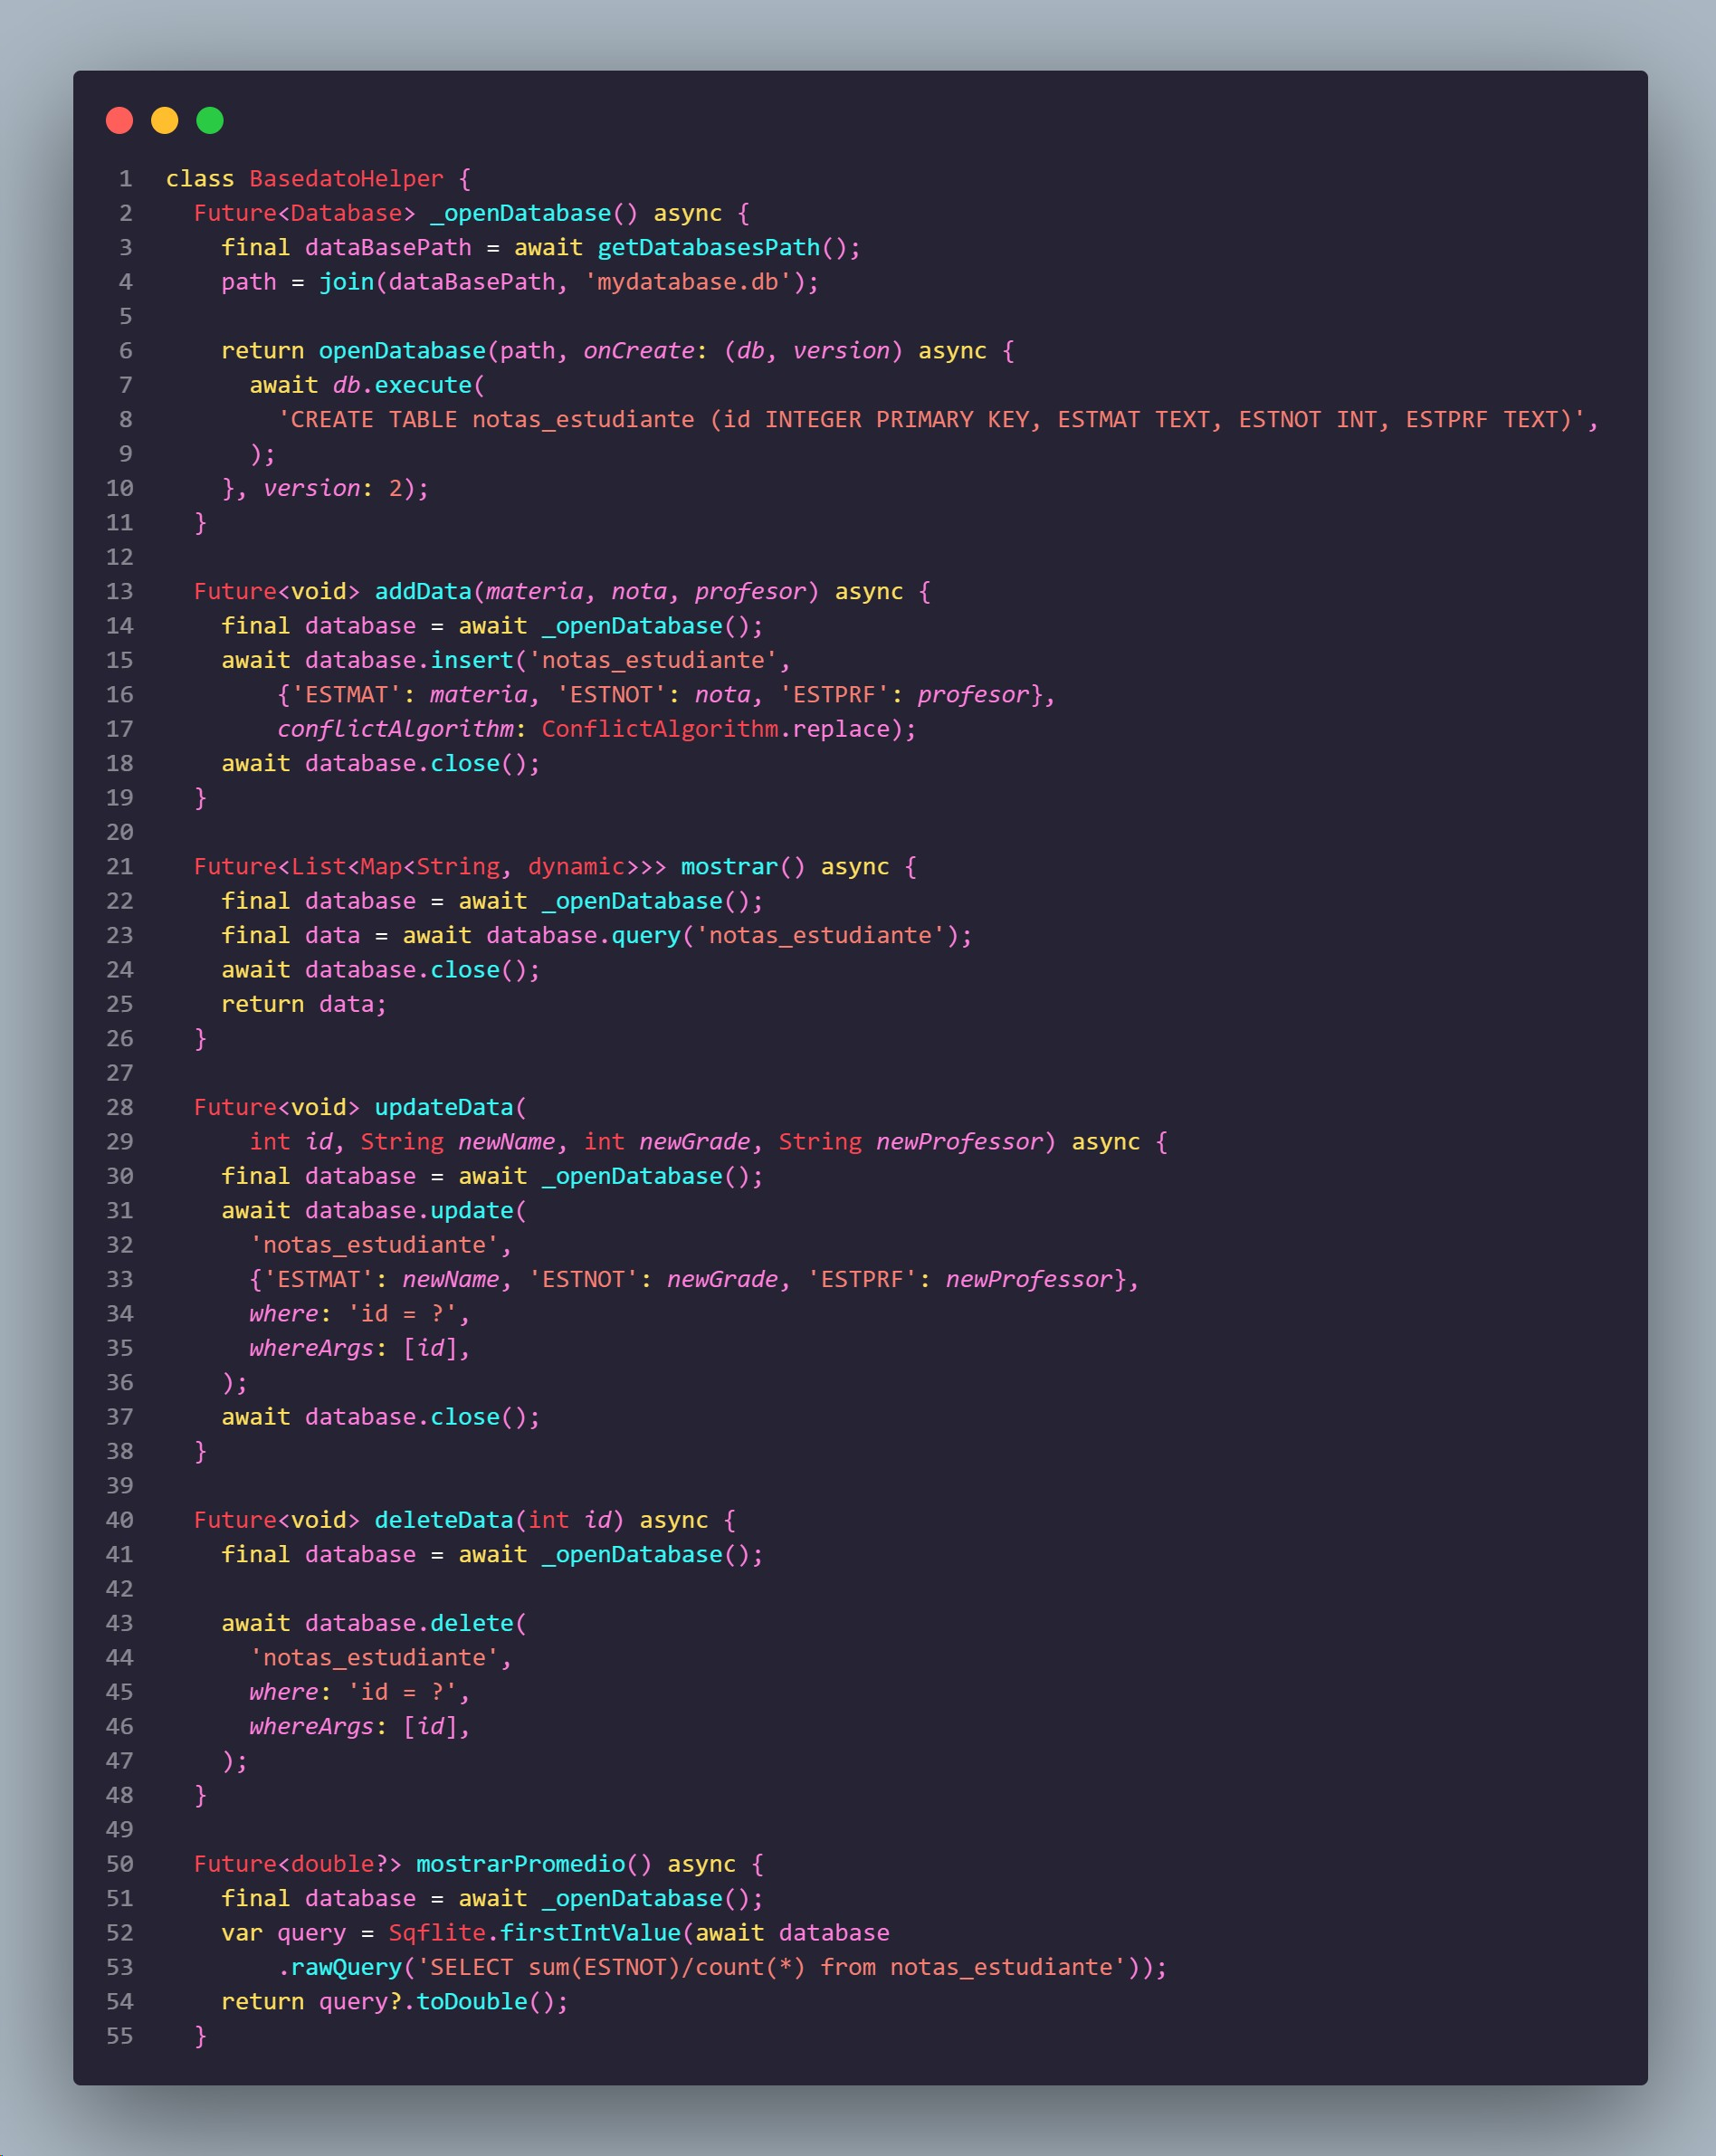 1 class BasedatoHelper {
2 Future<Database> _openDatabase() async {
3 final dataBasePath = await getDatabasesPath();
4 path = join(dataBasePath, 'mydatabase.db');
5
6 return openDatabase(path, onCreate: (db, version) async {
7 await db.execute(
8 'CREATE TABLE notas_estudiante (id INTEGER PRIMARY KEY, ESTMAT TEXT, ESTNOT INT, ESTPRF TEXT)',
9 );
10 }, version: 2);
11 }
12
13 Future<void> addData(materia, nota, profesor) async {
14 final database = await _openDatabase();
15 await database.insert('notas_estudiante',
16 {'ESTMAT': materia, 'ESTNOT': nota, 'ESTPRF': profesor},
17 conflictAlgorithm: ConflictAlgorithm.replace);
18 await database.close();
19 }
20
21 Future<List<Map<String, dynamic>>> mostrar() async {
22 final database = await _openDatabase();
23 final data = await database.query('notas_estudiante');
24 await database.close();
25 return data;
26 }
27
28 Future<void> updateData(
29 int id, String newName, int newGrade, String newProfessor) async {
30 final database = await _openDatabase();
31 await database.update(
32 'notas_estudiante',
33 {'ESTMAT': newName, 'ESTNOT': newGrade, 'ESTPRF': newProfessor},
34 where: 'id = ?',
35 whereArgs: [id],
36 );
37 await database.close();
38 }
39
40 Future<void> deleteData(int id) async {
41 final database = await _openDatabase();
42
43 await database.delete(
44 'notas_estudiante',
45 where: 'id = ?',
46 whereArgs: [id],
47 );
48 }
49
50 Future<double?> mostrarPromedio() async {
51 final database = await _openDatabase();
52 var query = Sqflite.firstIntValue(await database
53 .rawQuery('SELECT sum(ESTNOT)/count(*) from notas_estudiante'));
54 return query?.toDouble();
55 }